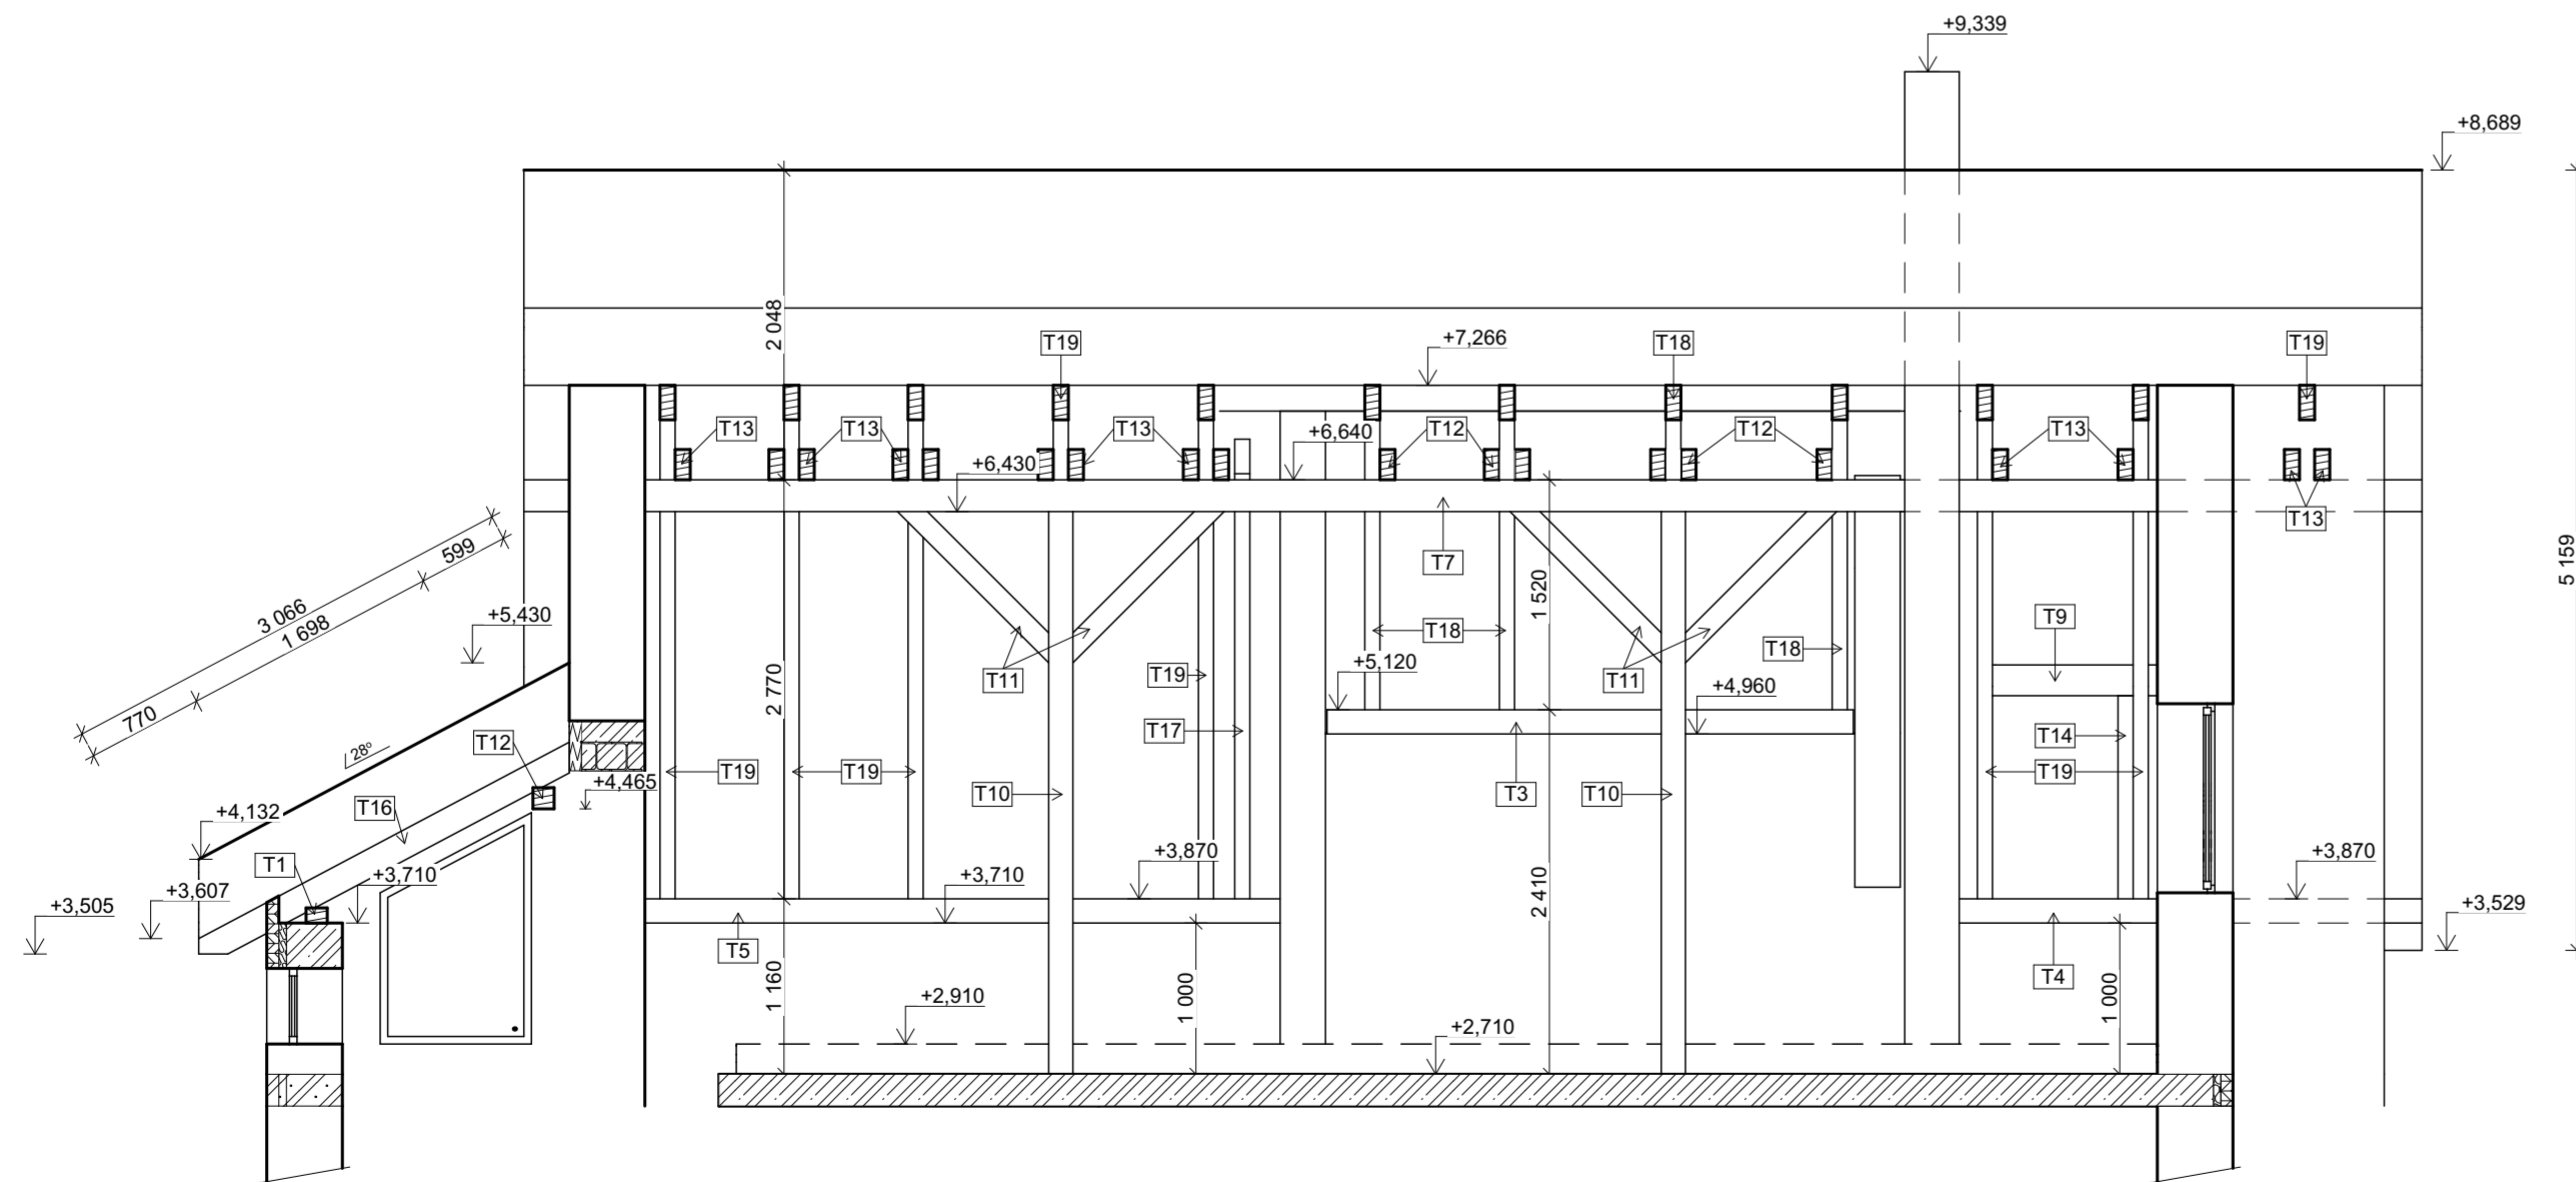 +9,339
+8,689
2 048
T19
+7,266
T18
T19
T13
T13
T13
+6,640
T12
T12
T13
+6,430
T13
599
3 066
1 698
770
28°
+5,430
T7
1 520
5 159
T9
T18
T18
T11
T19
+5,120
T11
+4,960
2 770
T17
T14
T12
T19
T19
T19
+4,465
T10
T3
T10
+4,132
T16
T1
+3,710
+3,870
+3,870
+3,607
+3,710
+3,505
2 410
+3,529
T5
T4
1 160
1 000
1 000
+2,910
+2,710